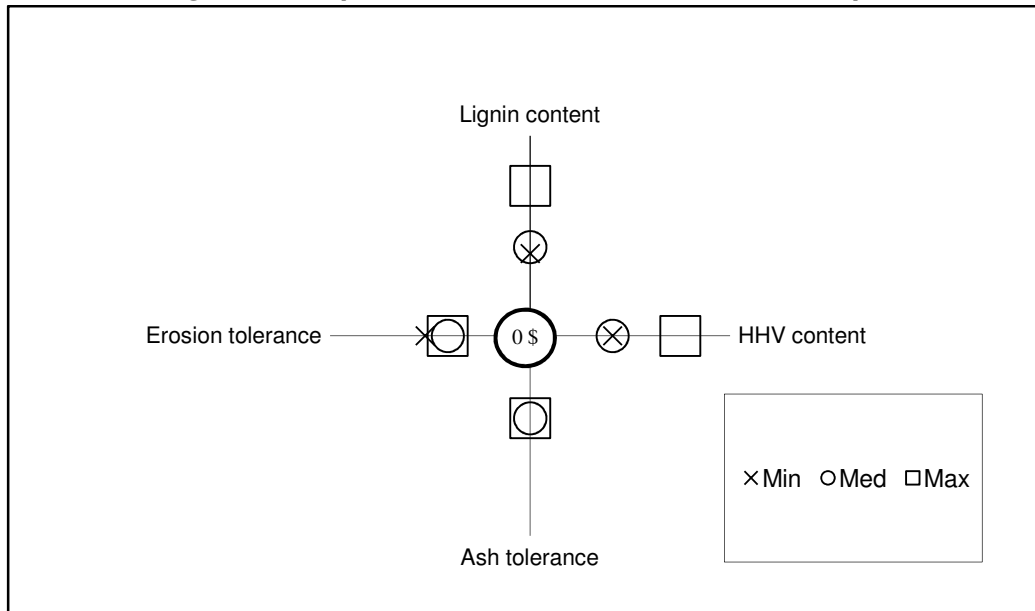 Lignin content
Erosion tolerance
0 $
HHV content
Min Med Max
Ash tolerance